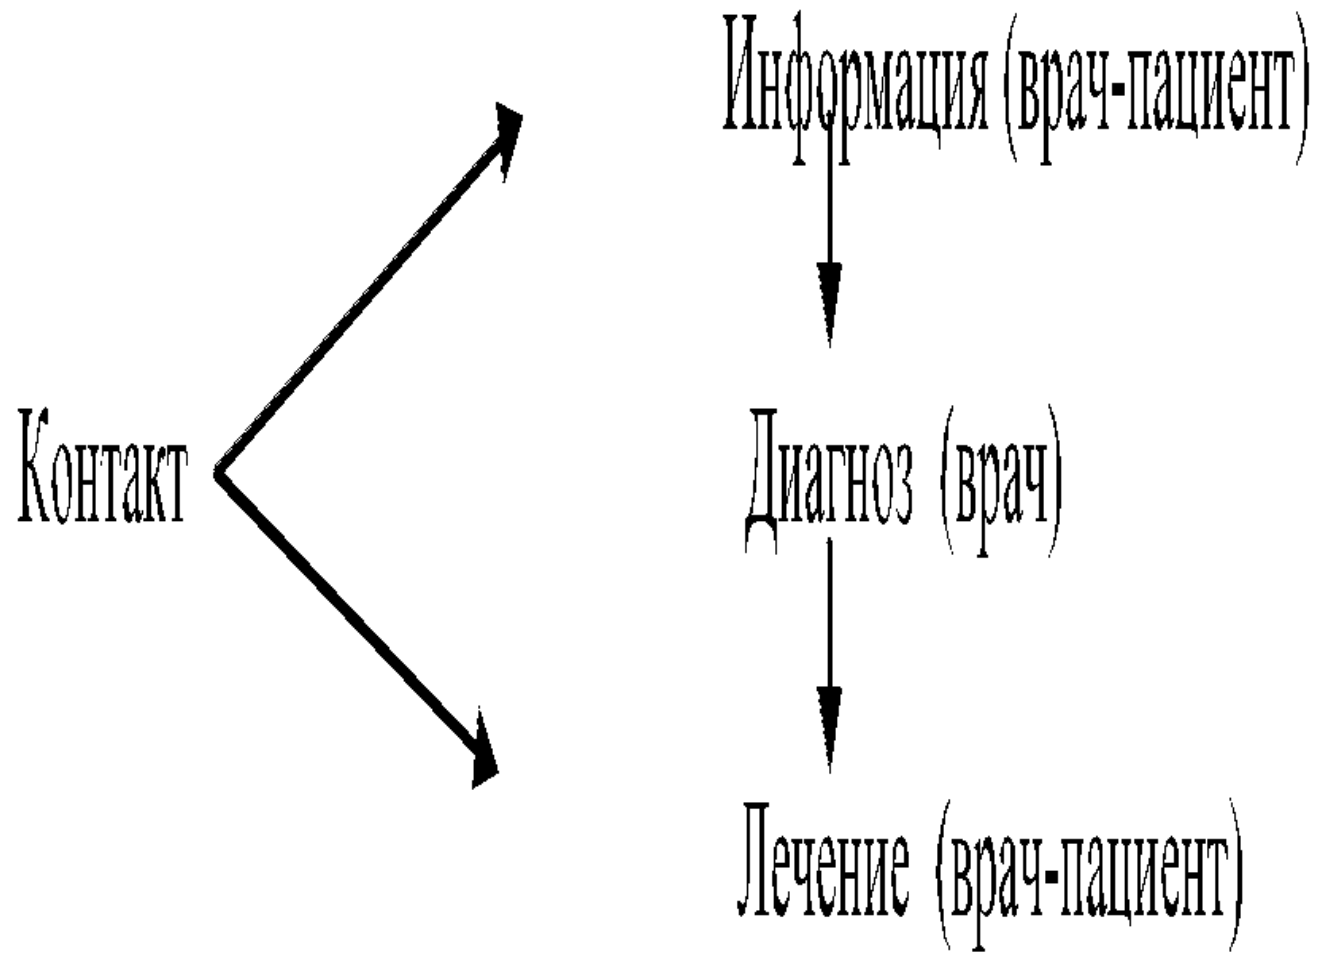 Информация (врач-пациент)
Контакт
Диагноз (врач)
Лечение (врач-пациент)